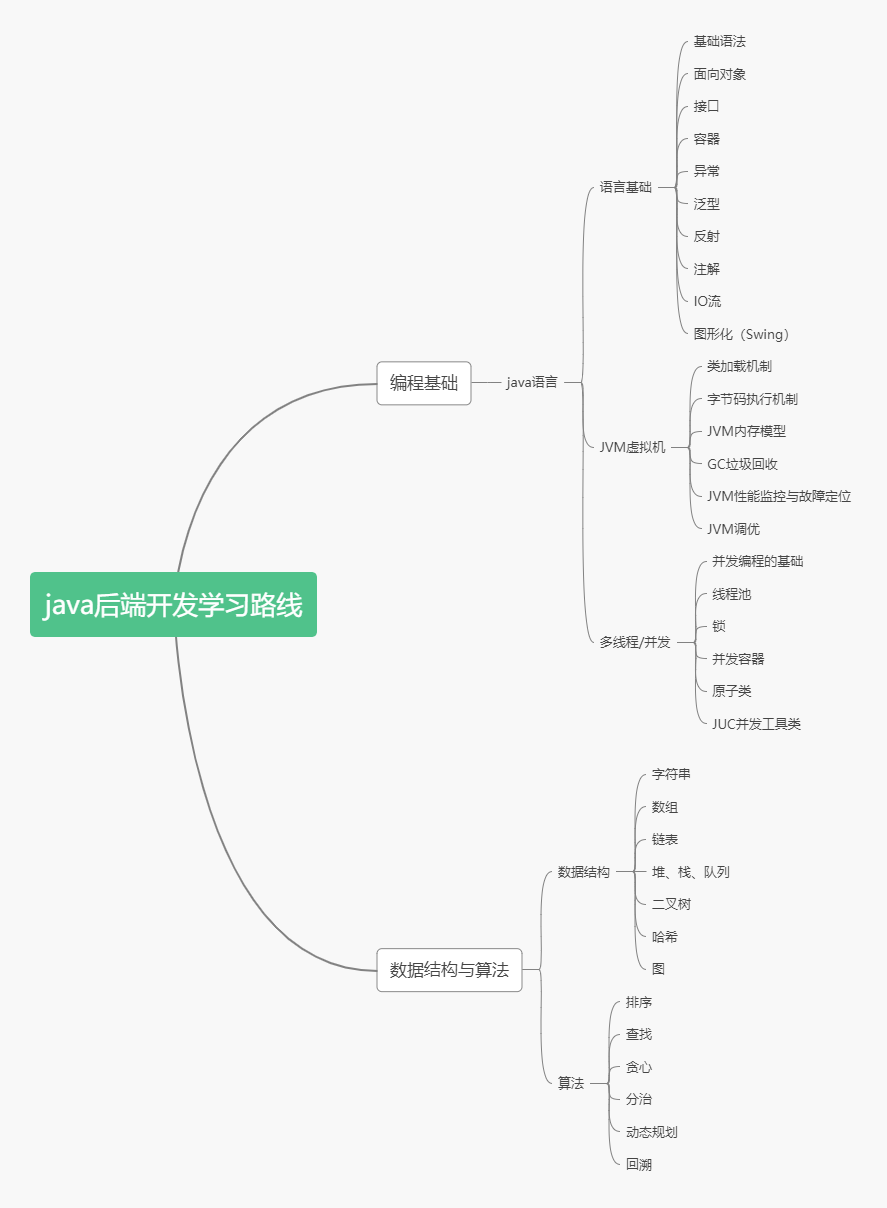 java后端开发学习路线
编程基础
java语言
语言基础
基础语法
面向对象
接口
容器
异常
泛型
反射
注解
IO流
图形化（Swing）
JVM虚拟机
类加载机制
字节码执行机制
JVM内存模型
GC垃圾回收
JVM性能监控与故障定位
JVM调优
多线程/并发
并发编程的基础
线程池
锁
并发容器
原子类
JUC并发工具类
数据结构与算法
数据结构
字符串
数组
链表
堆、栈、队列
二叉树
哈希
图
算法
排序
查找
贪心
分治
动态规划
回溯